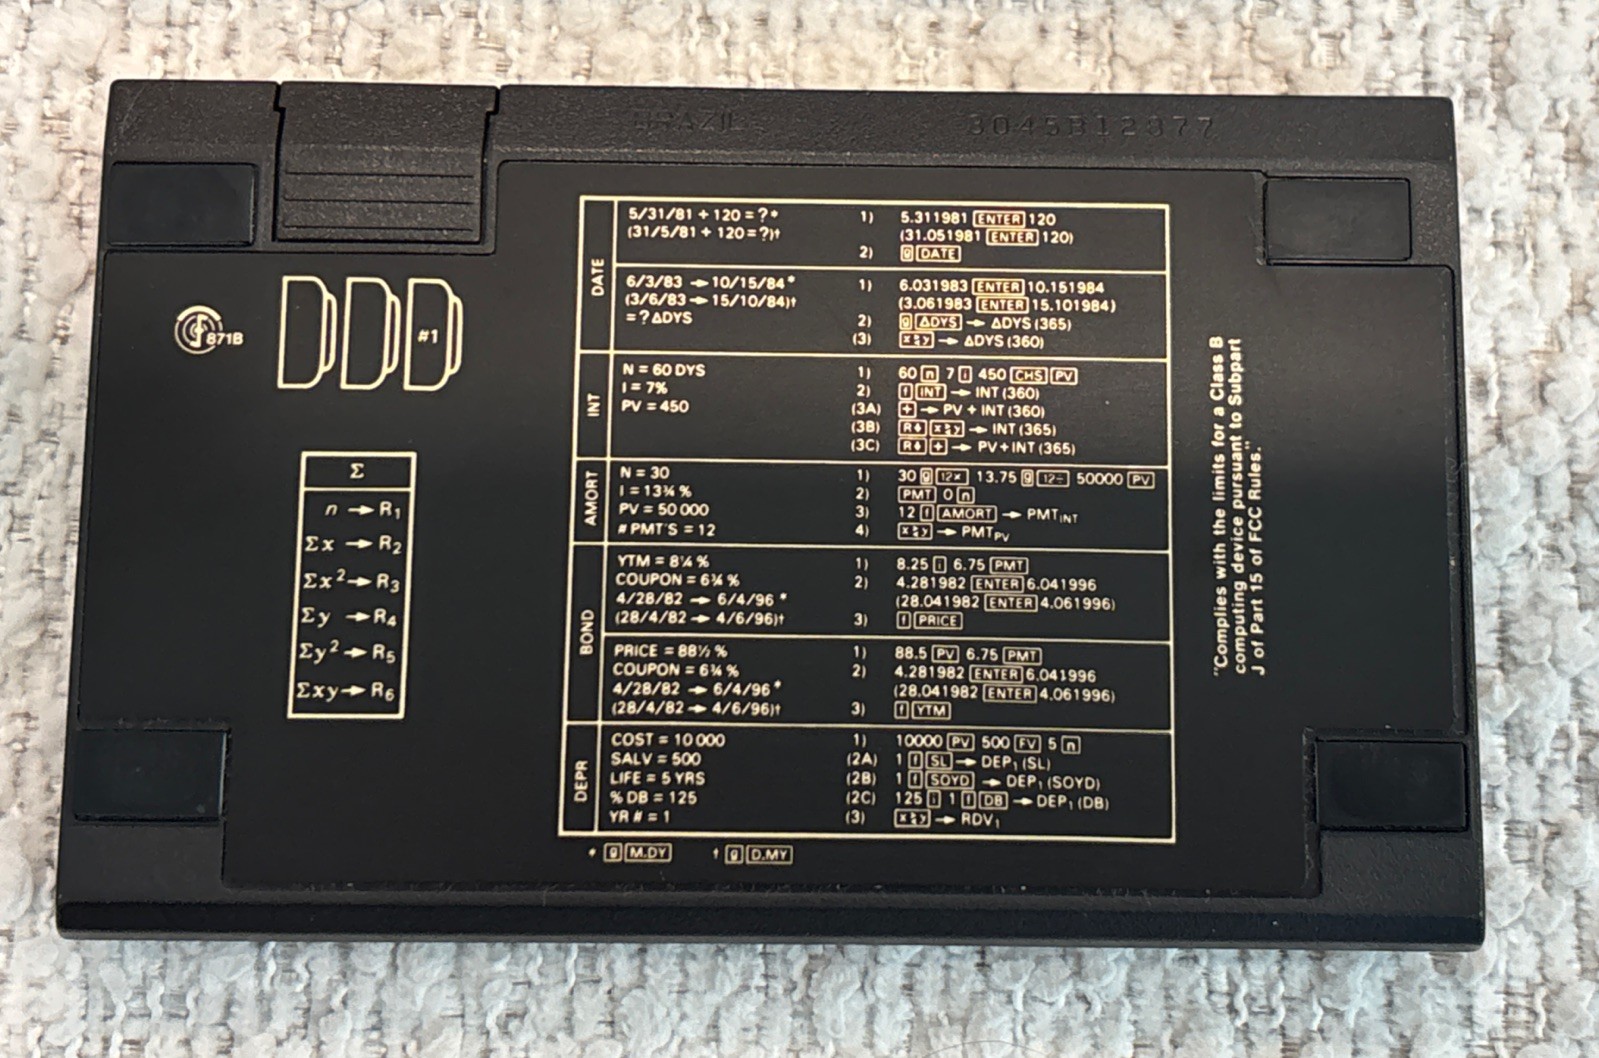 BRAZIL 3045B12877
871B
#1
Σ
n → R₁
Σx → R₂
Σx² → R₃
Σy → R₄
Σy² → R₅
Σxy → R₆
DATE
5/31/81 + 120 = ?* 1) 5.311981 ENTER 120
(31/5/81 + 120 = ?)† (31.051981 ENTER 120)
2) g DATE
6/3/83 → 10/15/84* 1) 6.031983 ENTER 10.151984
(3/6/83 → 15/10/84)† (3.061983 ENTER 15.101984)
= ? ΔDYS 2) g ΔDYS → ΔDYS (365)
(3) x≷y → ΔDYS (360)
INT
N = 60 DYS 1) 60 n 7 i 450 CHS PV
I = 7% 2) f INT → INT (360)
PV = 450 (3A) + → PV + INT (360)
(3B) R↓ x≷y → INT (365)
(3C) R↓ + → PV+INT (365)
AMORT
N = 30 1) 30 g 12× 13.75 g 12÷ 50000 PV
I = 13¾ % 2) PMT 0 n
PV = 50 000 3) 12 f AMORT → PMT INT
# PMT'S = 12 4) x≷y → PMT PV
BOND
YTM = 8¼ % 1) 8.25 i 6.75 PMT
COUPON = 6¾ % 2) 4.281982 ENTER 6.041996
4/28/82 → 6/4/96 * (28.041982 ENTER 4.061996)
(28/4/82 → 4/6/96)† 3) f PRICE
PRICE = 88½ % 1) 88.5 PV 6.75 PMT
COUPON = 6¾ % 2) 4.281982 ENTER 6.041996
4/28/82 → 6/4/96* (28.041982 ENTER 4.061996)
(28/4/82 → 4/6/96)† 3) f YTM
DEPR
COST = 10 000 1) 10000 PV 500 FV 5 n
SALV = 500 (2A) 1 f SL → DEP₁ (SL)
LIFE = 5 YRS (2B) 1 f SOYD → DEP₁ (SOYD)
% DB = 125 (2C) 125 i 1 f DB → DEP₁ (DB)
YR # = 1 (3) x≷y → RDV₁
* g M.DY † g D.MY
"Complies with the limits for a Class B
computing device pursuant to Subpart
J of Part 15 of FCC Rules."